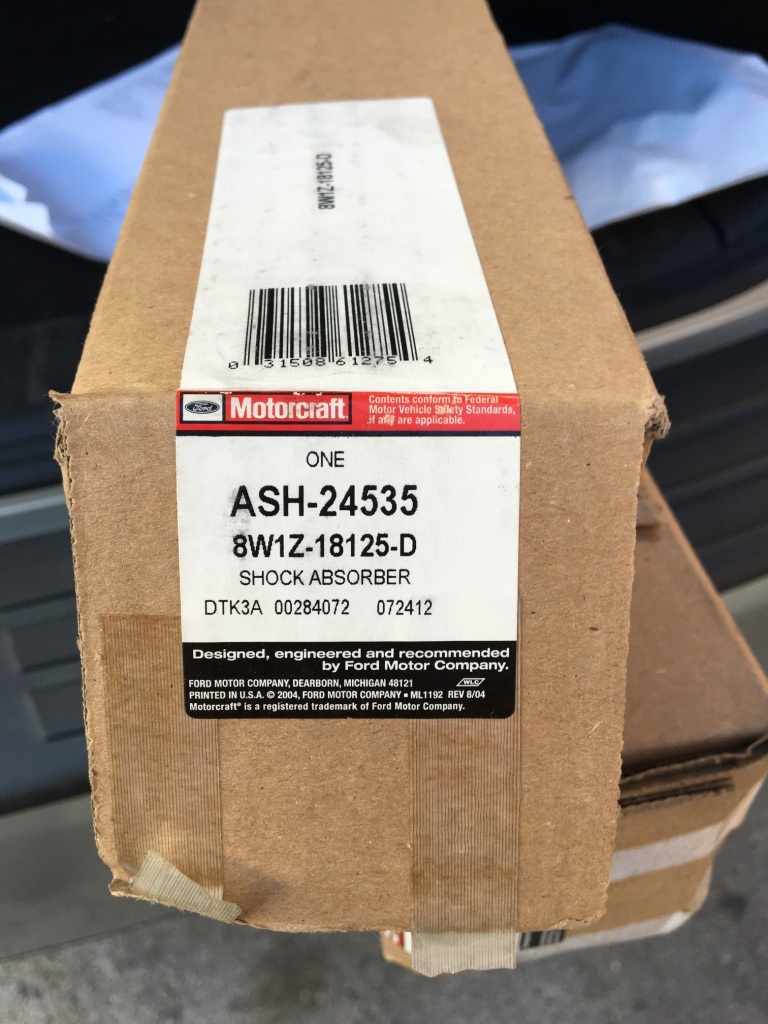 8W1Z-18125-D
0 31508 61275 4
Ford Motorcraft
Contents conform to Federal
Motor Vehicle Safety Standards,
if any are applicable.
ONE
ASH-24535
8W1Z-18125-D
SHOCK ABSORBER
DTK3A 00284072 072412
Designed, engineered and recommended
by Ford Motor Company.
FORD MOTOR COMPANY, DEARBORN, MICHIGAN 48121 WLC
PRINTED IN U.S.A. © 2004, FORD MOTOR COMPANY ▪ ML1192 REV 8/04
Motorcraft® is a registered trademark of Ford Motor Company.